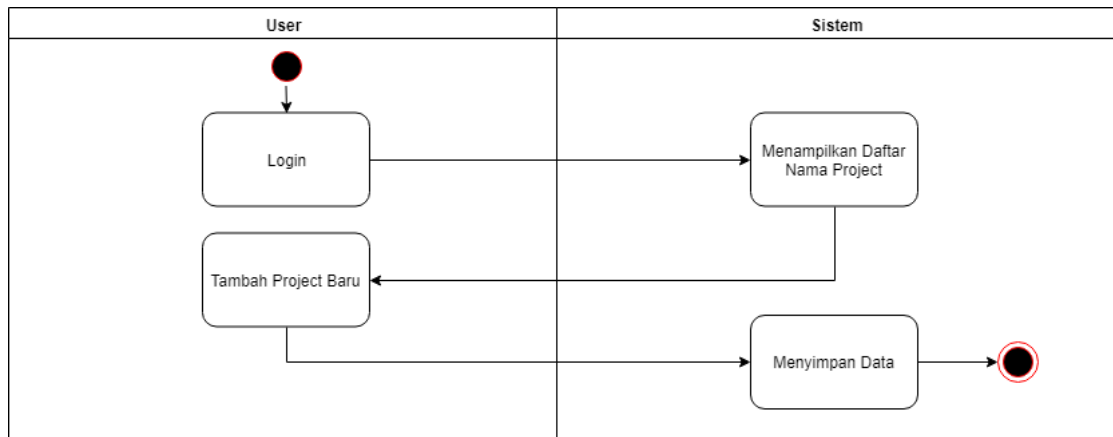 User
Sistem
Login
Menampilkan Daftar
Nama Project
Tambah Project Baru
Menyimpan Data